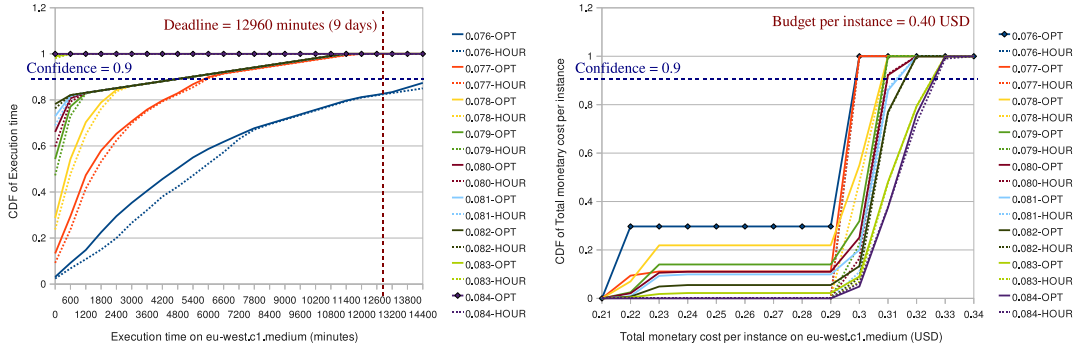 Deadline = 12960 minutes (9 days)
Confidence = 0.9
CDF of Execution time
1.2
1
0.8
0.6
0.4
0.2
0
0
600
1800
2400
3000
4200
5400
6600
7800
9600
10200
11400
12600
13200
13800
14400
Execution time on eu-west.c1.medium (minutes)
0.076-OPT
0.076-HOUR
0.077-OPT
0.077-HOUR
0.078-OPT
0.078-HOUR
0.079-OPT
0.079-HOUR
0.080-OPT
0.080-HOUR
0.081-OPT
0.081-HOUR
0.082-OPT
0.082-HOUR
0.083-OPT
0.083-HOUR
0.084-OPT
0.084-HOUR
Budget per instance = 0.40 USD
Confidence = 0.9
CDF of Total monetary cost per instance
1.2
1
0.8
0.6
0.4
0.2
0
0.21
0.22
0.23
0.24
0.25
0.26
0.27
0.28
0.29
0.3
0.31
0.32
0.33
0.34
Total monetary cost per instance on eu-west.c1.medium (USD)
0.076-OPT
0.076-HOUR
0.077-OPT
0.077-HOUR
0.078-OPT
0.078-HOUR
0.079-OPT
0.079-HOUR
0.080-OPT
0.080-HOUR
0.081-OPT
0.081-HOUR
0.082-OPT
0.082-HOUR
0.083-OPT
0.083-HOUR
0.084-OPT
0.084-HOUR